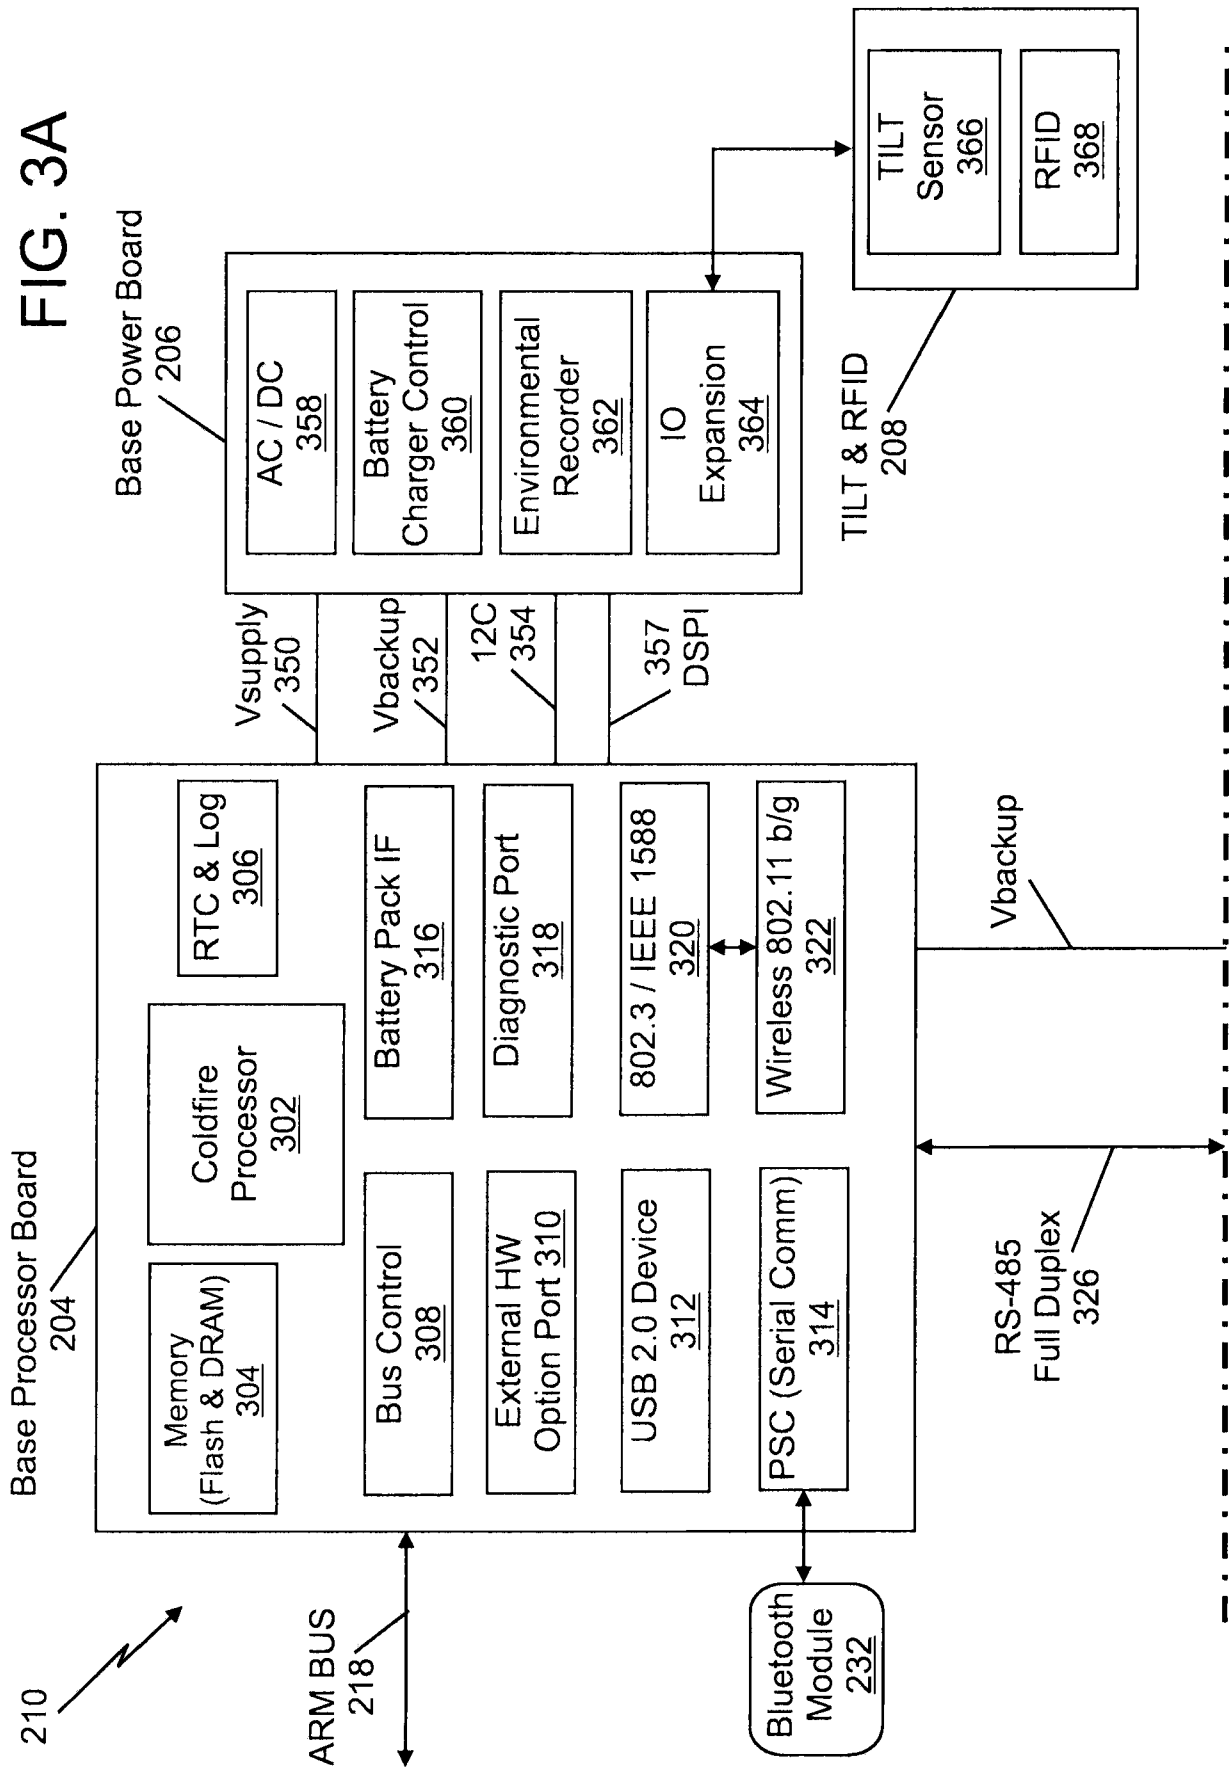 FIG. 3A
210
Base Processor Board
204
Memory
(Flash & DRAM)
304
Coldfire
Processor
302
RTC & Log
306
Bus Control
308
Battery Pack IF
316
External HW
Option Port 310
Diagnostic Port
318
USB 2.0 Device
312
802.3 / IEEE 1588
320
PSC (Serial Comm)
314
Wireless 802.11 b/g
322
ARM BUS
218
Bluetooth
Module
232
Vsupply
350
Vbackup
352
12C
354
357
DSPI
Base Power Board
206
AC / DC
358
Battery
Charger Control
360
Environmental
Recorder
362
IO
Expansion
364
TILT & RFID
208
TILT
Sensor
366
RFID
368
RS-485
Full Duplex
326
Vbackup